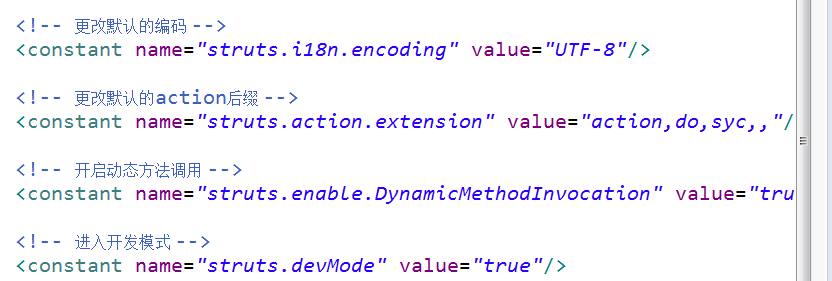 <!-- 更改默认的编码 -->
<constant name="struts.i18n.encoding" value="UTF-8"/>
<!-- 更改默认的action后缀 -->
<constant name="struts.action.extension" value="action,do,syc,,"/
<!-- 开启动态方法调用 -->
<constant name="struts.enable.DynamicMethodInvocation" value="tru
<!-- 进入开发模式 -->
<constant name="struts.devMode" value="true"/>